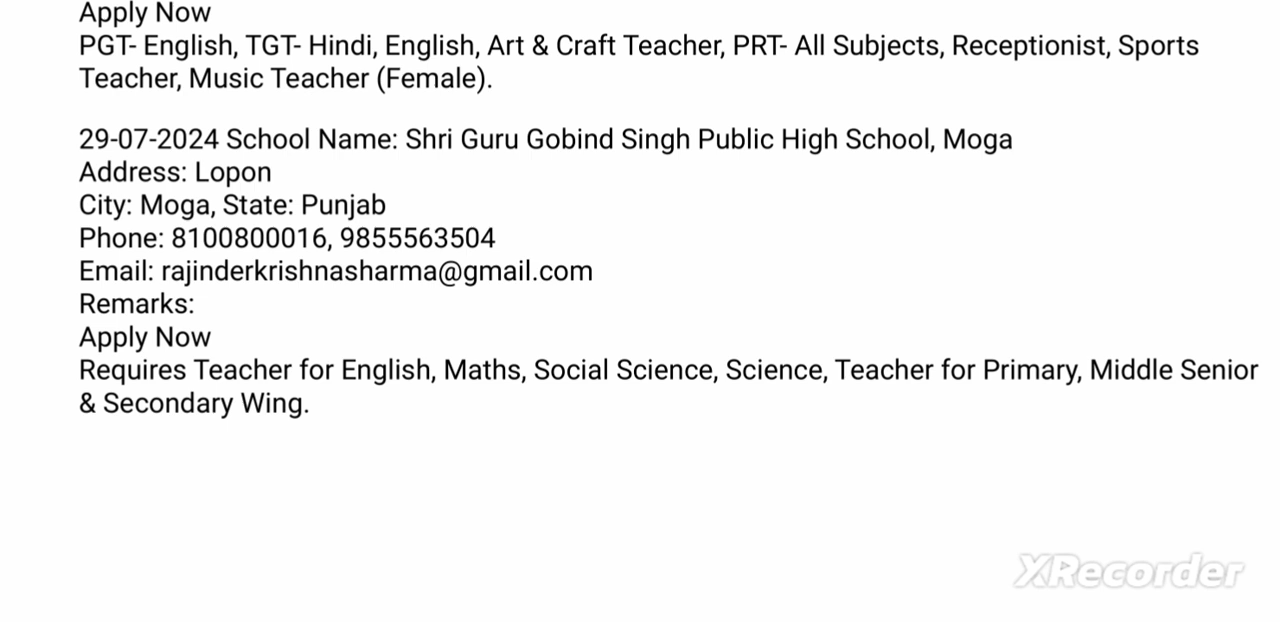 Apply Now
PGT- English, TGT- Hindi, English, Art & Craft Teacher, PRT- All Subjects, Receptionist, Sports
Teacher, Music Teacher (Female).
29-07-2024 School Name: Shri Guru Gobind Singh Public High School, Moga
Address: Lopon
City: Moga, State: Punjab
Phone: 8100800016, 9855563504
Email: rajinderkrishnasharma@gmail.com
Remarks:
Apply Now
Requires Teacher for English, Maths, Social Science, Science, Teacher for Primary, Middle Senior
& Secondary Wing.
XRecorder